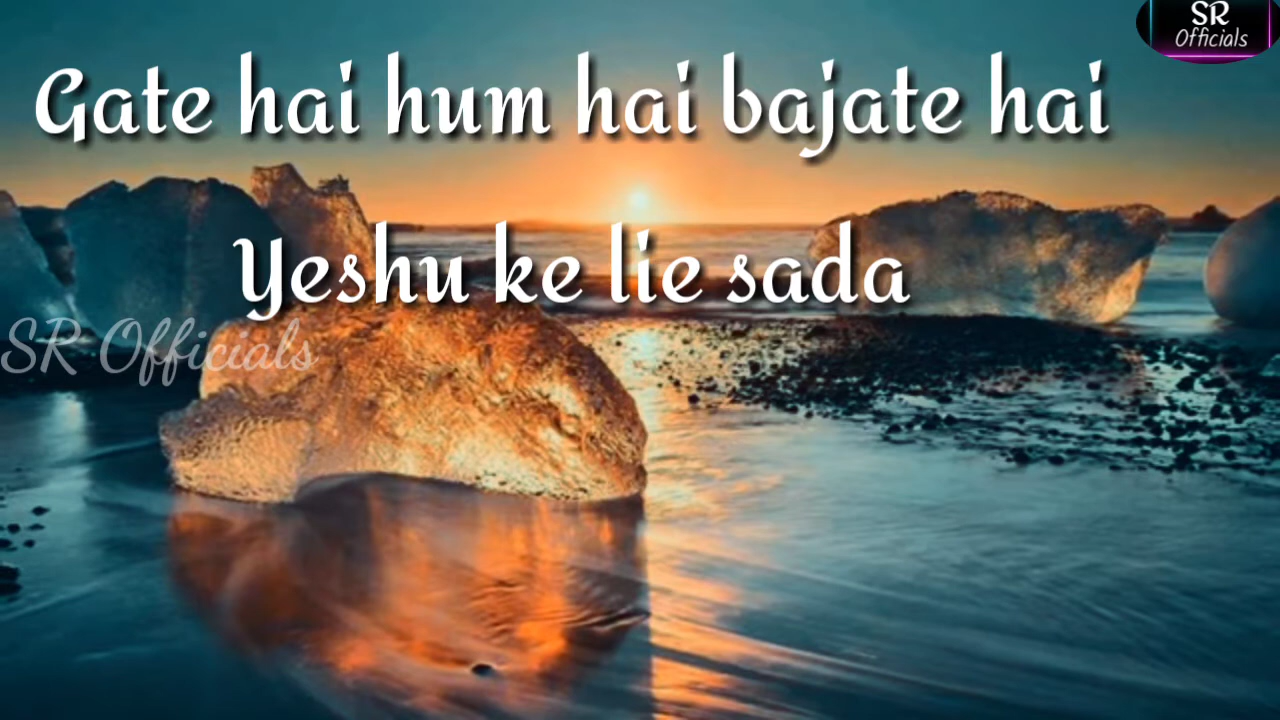 SR
Officials
Gate hai hum hai bajate hai
Yeshu ke lie sada
SR Officials